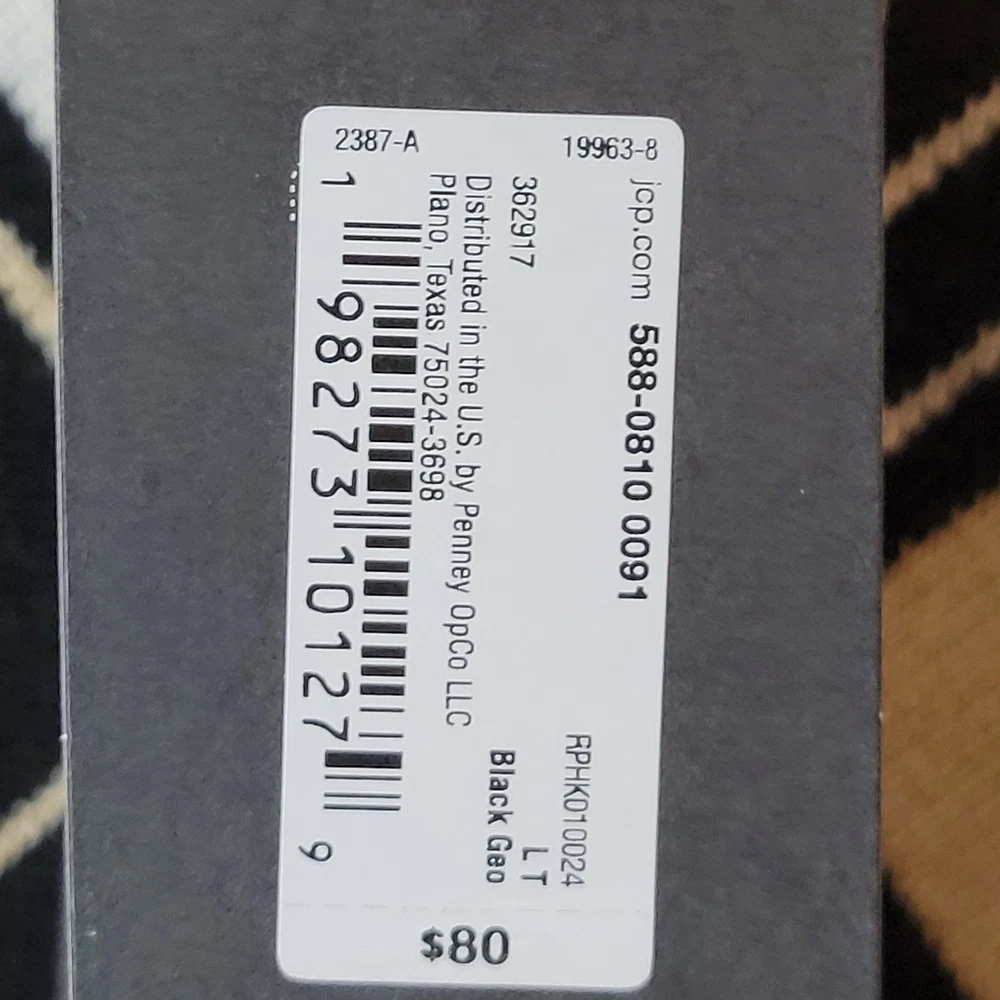 2387-A 19963-8
jcp.com 588-0810 0091
RPHK010024
362917 L T
Black Geo
Distributed in the U.S. by Penney OpCo LLC
Plano, Texas 75024-3698
1 98273 10127 9
$80